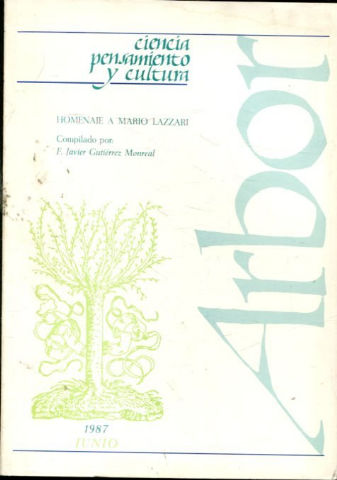 ciencia
pensamiento
y cultura
HOMENAJE A MARIO LAZZARI
Compilado por:
F. Javier Gutiérrez Monreal
Arbor
1987
JUNIO